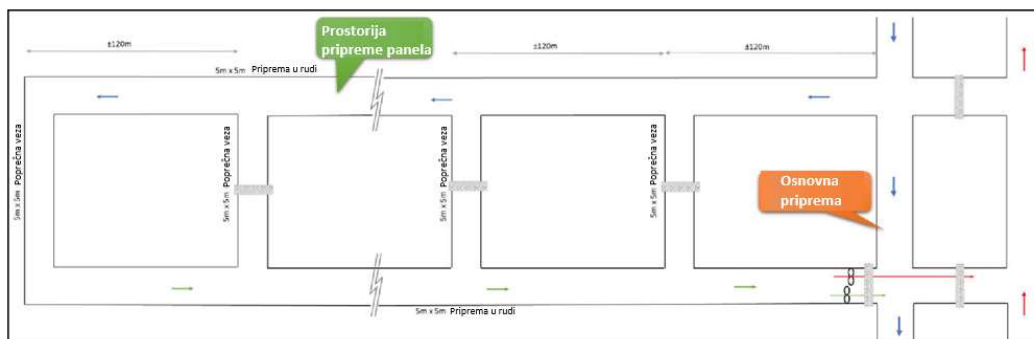 ±120m
Prostorija
pripreme panela
±120m
±120m
5m x 5m Priprema u rudi
5m x 5m Poprečna veza
5m x 5m Poprečna veza
5m x 5m Poprečna veza
5m x 5m Poprečna veza
Osnovna
priprema
5m x 5m Priprema u rudi